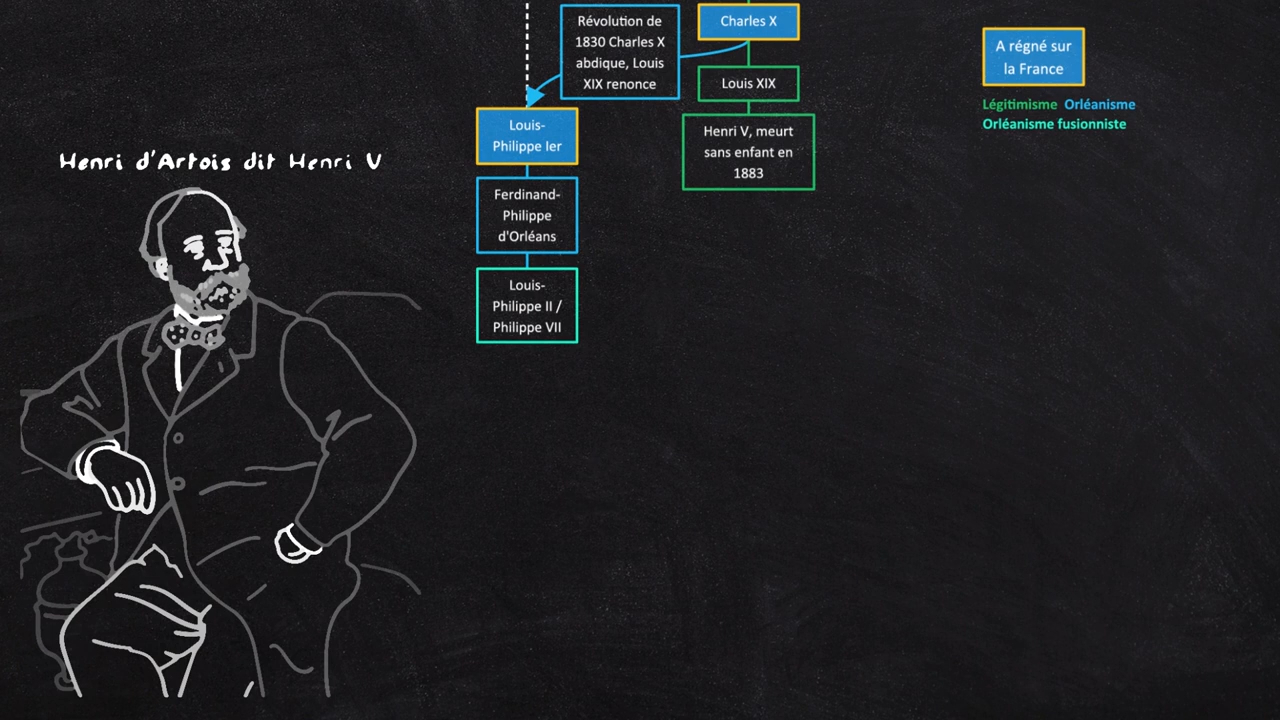 Révolution de
1830 Charles X
abdique, Louis
XIX renonce
Charles X
A régné sur
la France
Louis XIX
Légitimisme Orléanisme
Orléanisme fusionniste
Louis-
Philippe Ier
Henri V, meurt
sans enfant en
1883
Henri d'Artois dit Henri V
Ferdinand-
Philippe
d'Orléans
Louis-
Philippe II /
Philippe VII